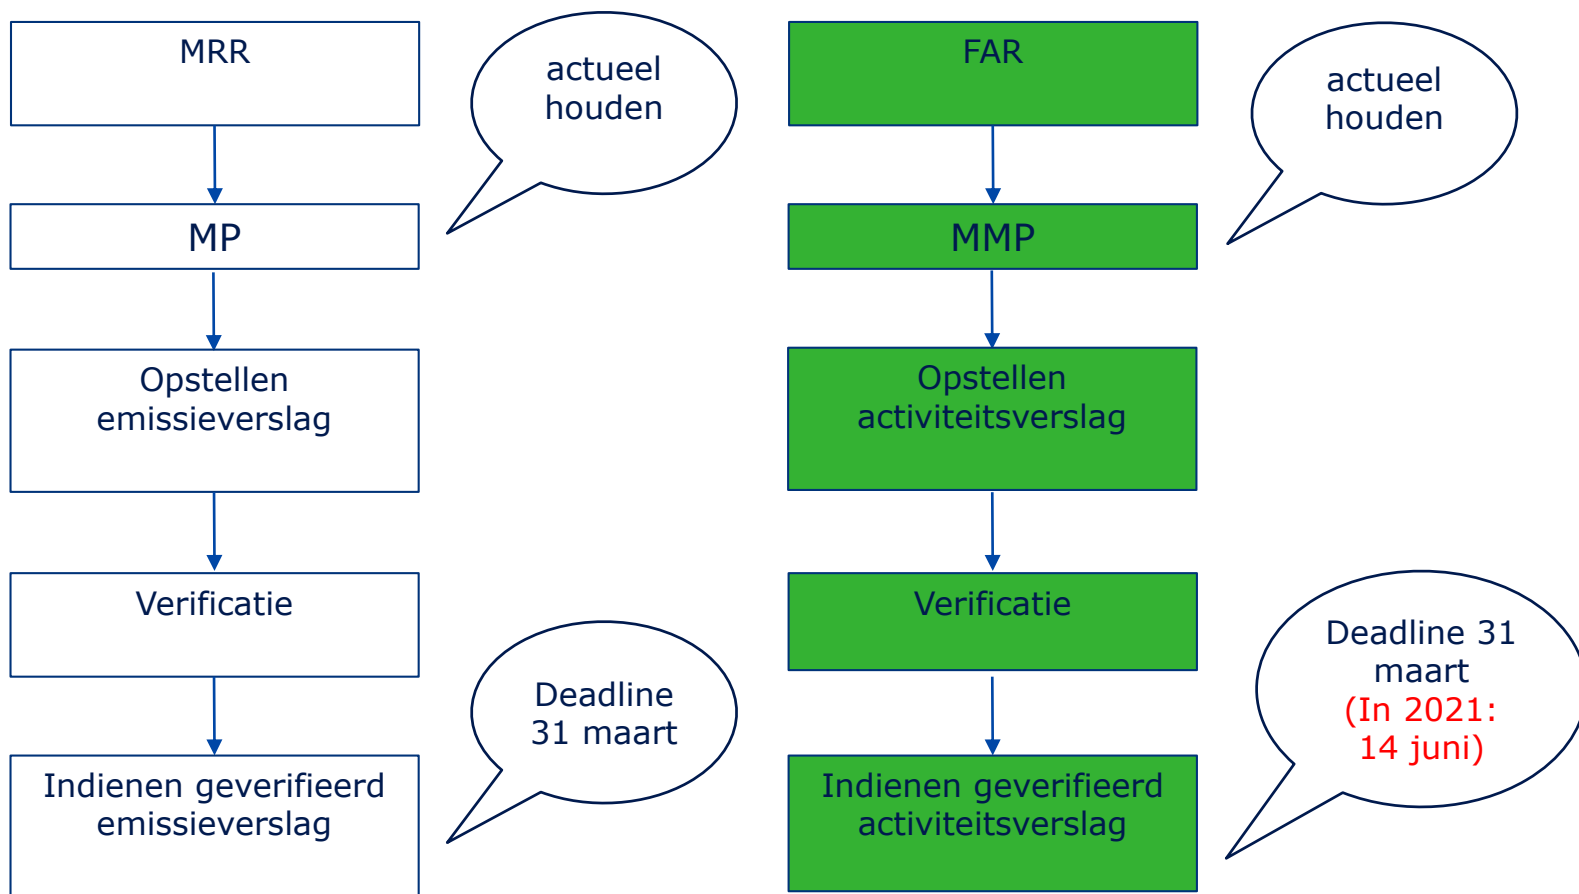 MRR
actueel
houden
MP
Opstellen
emissieverslag
Verificatie
Deadline
31 maart
Indienen geverifieerd
emissieverslag
FAR
actueel
houden
MMP
Opstellen
activiteitsverslag
Verificatie
Deadline 31
maart
(In 2021:
14 juni)
Indienen geverifieerd
activiteitsverslag